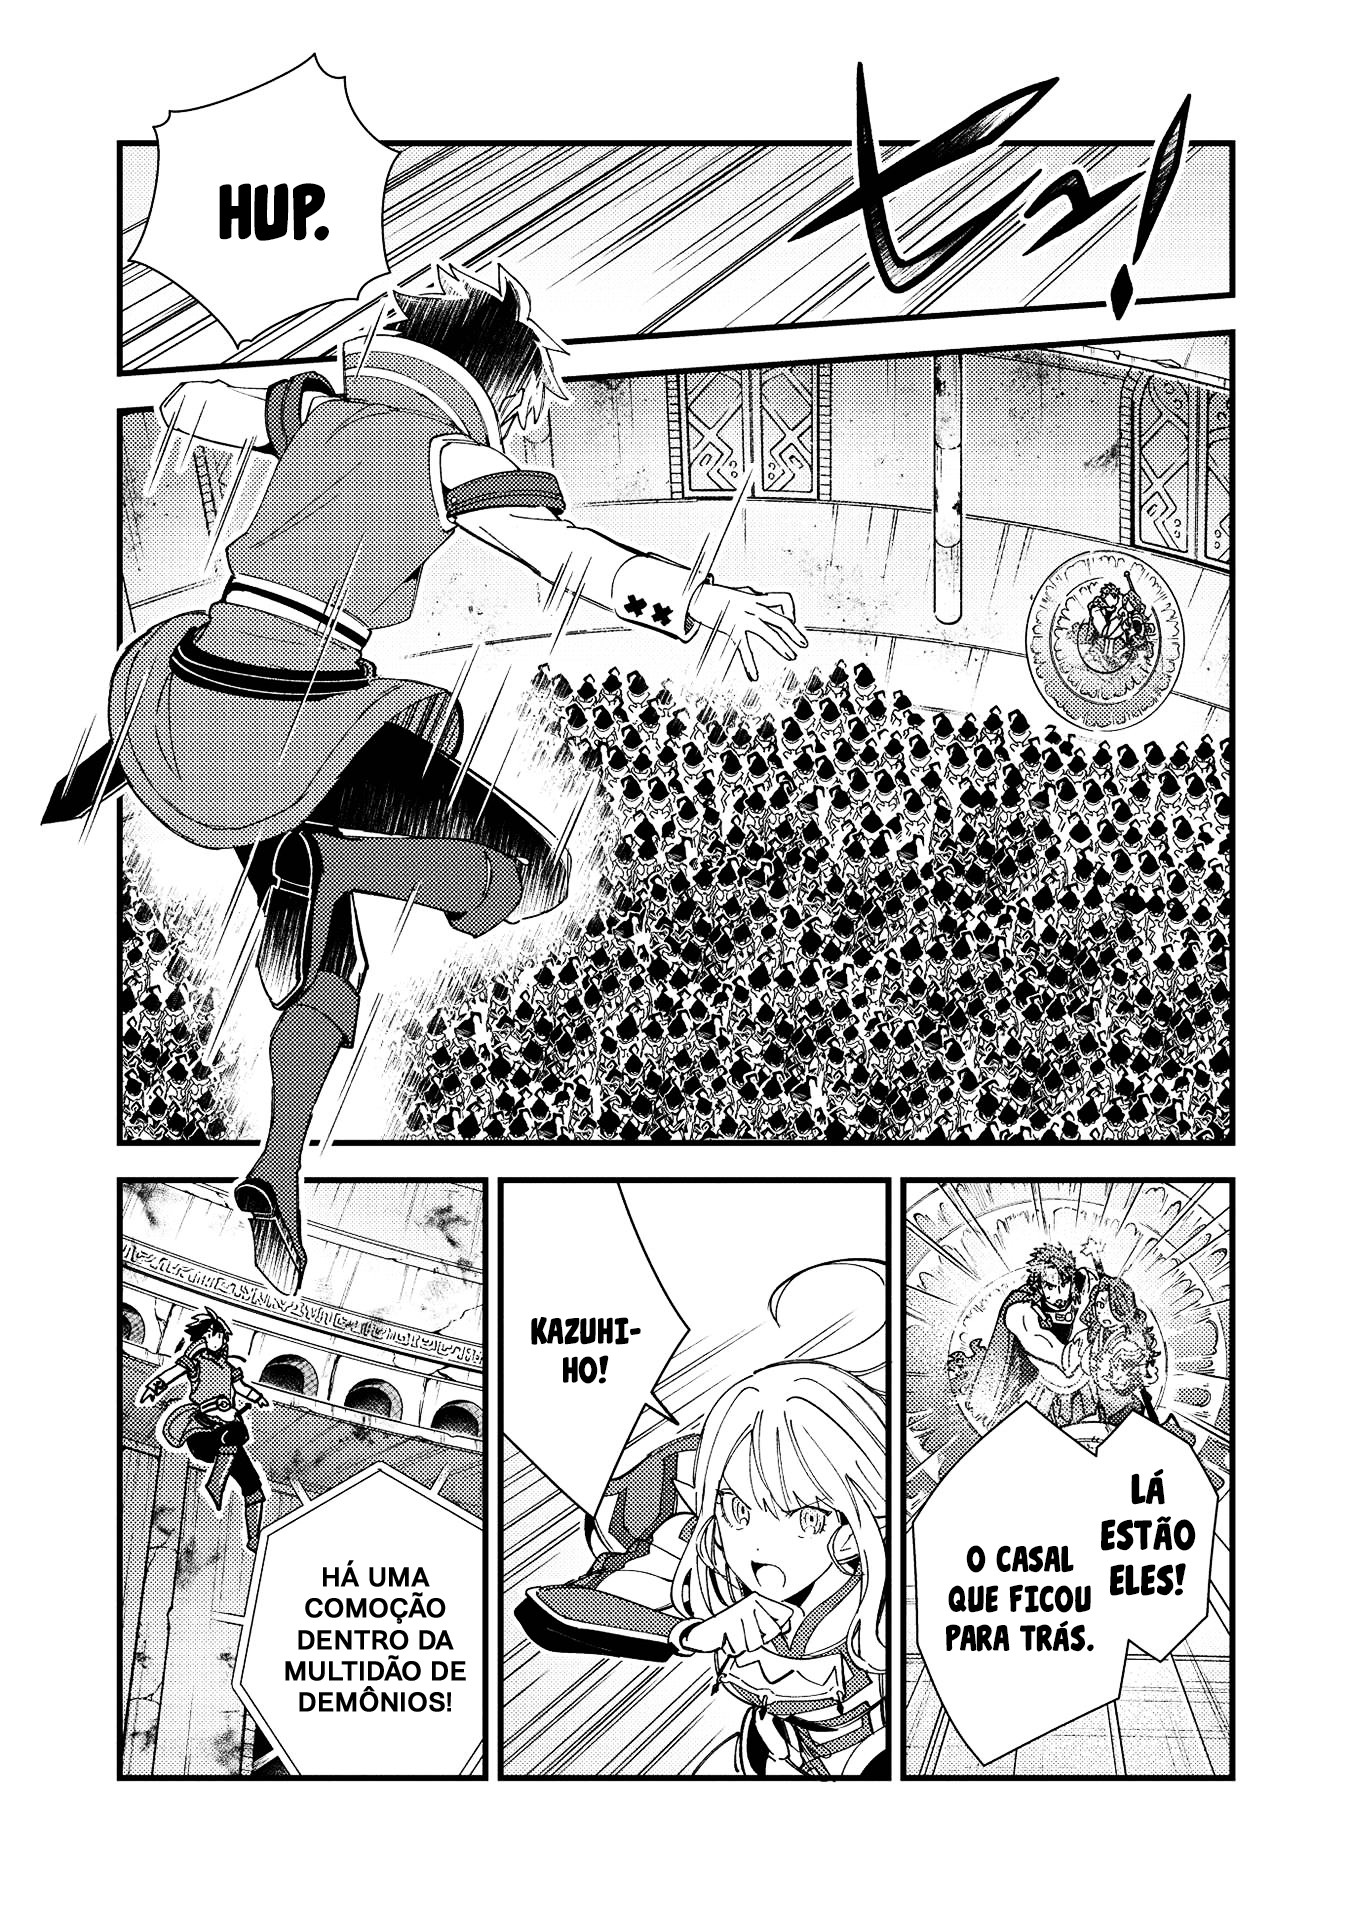 ヒュ!
HUP.
LÁ
ESTÃO
ELES!
O CASAL
QUE FICOU
PARA TRÁS.
KAZUHI-
HO!
HÁ UMA
COMOÇÃO
DENTRO DA
MULTIDÃO DE
DEMÔNIOS!